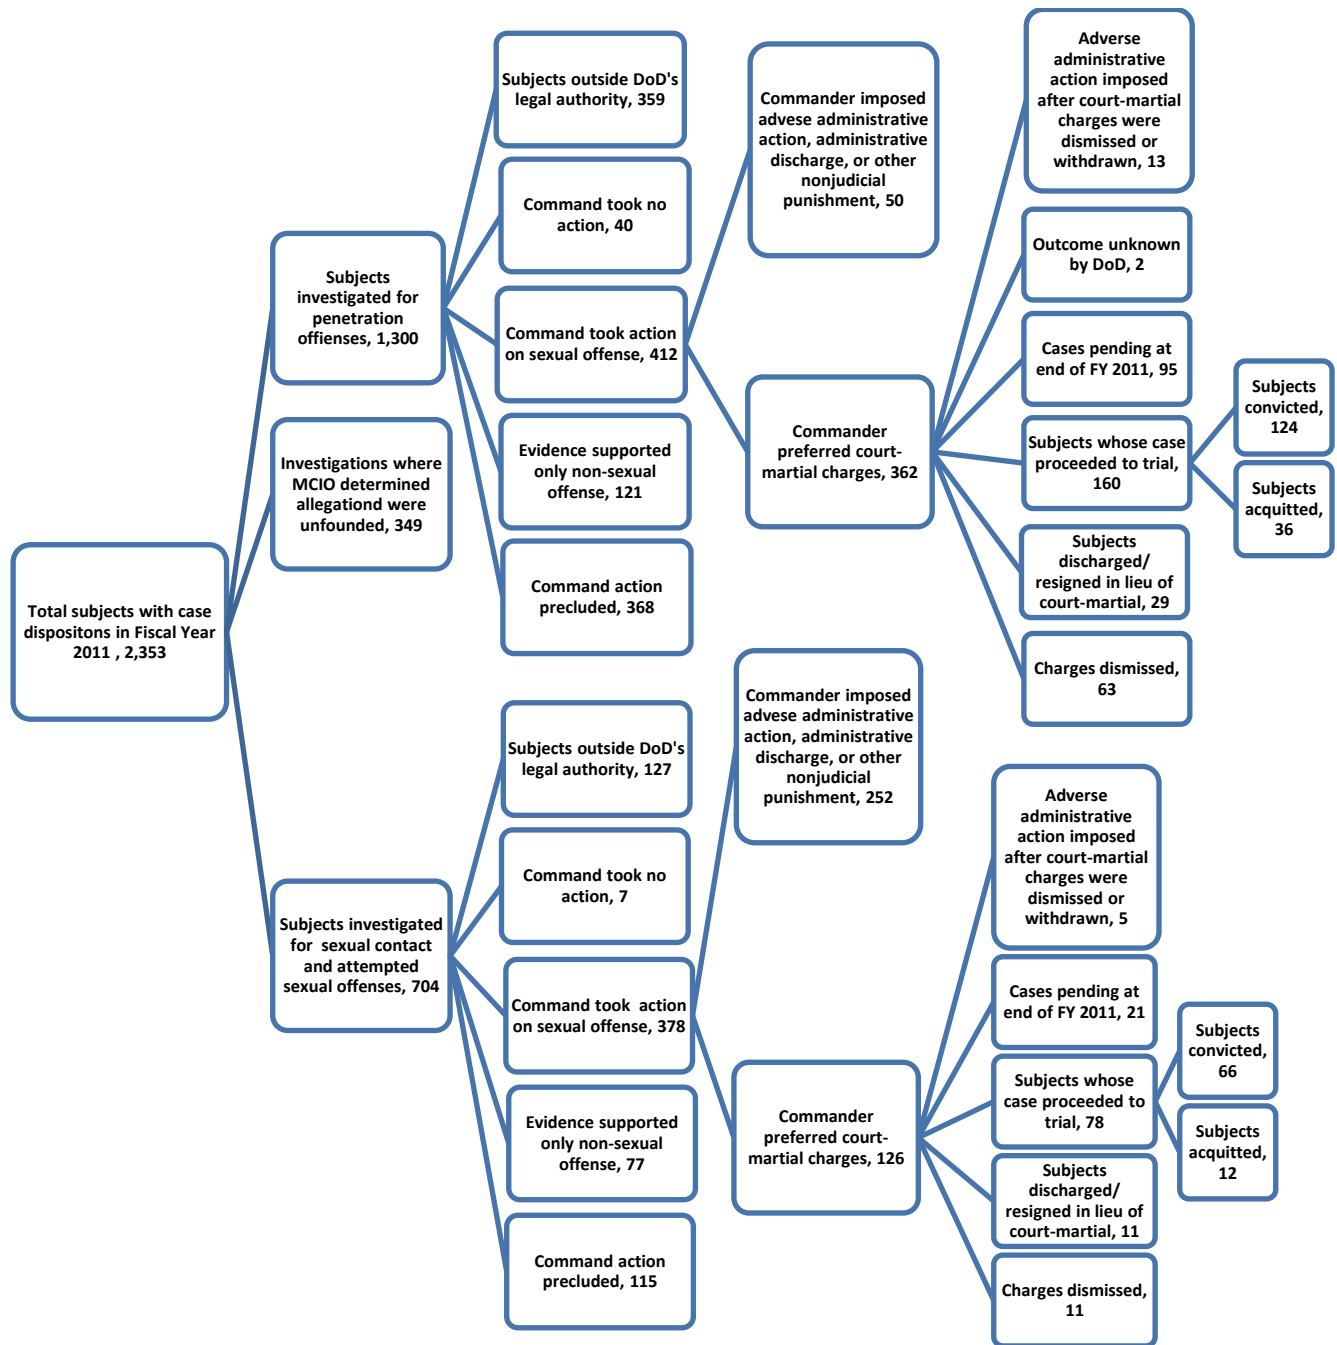 Total subjects with case
dispositons in Fiscal Year
2011 , 2,353
Subjects
investigated for
penetration
offienses, 1,300
Subjects outside DoD's
legal authority, 359
Command took no
action, 40
Command took action
on sexual offense, 412
Commander imposed
advese administrative
action, administrative
discharge, or other
nonjudicial
punishment, 50
Commander
preferred court-
martial charges, 362
Adverse
administrative
action imposed
after court-martial
charges were
dismissed or
withdrawn, 13
Outcome unknown
by DoD, 2
Cases pending at
end of FY 2011, 95
Subjects whose case
proceeded to trial,
160
Subjects
convicted,
124
Subjects
acquitted,
36
Subjects
discharged/
resigned in lieu of
court-martial, 29
Charges dismissed,
63
Evidence supported
only non-sexual
offense, 121
Command action
precluded, 368
Investigations where
MCIO determined
allegationd were
unfounded, 349
Subjects investigated
for sexual contact
and attempted
sexual offenses, 704
Subjects outside DoD's
legal authority, 127
Command took no
action, 7
Command took action
on sexual offense, 378
Commander imposed
advese administrative
action, administrative
discharge, or other
nonjudicial
punishment, 252
Commander
preferred court-
martial charges, 126
Adverse
administrative
action imposed
after court-martial
charges were
dismissed or
withdrawn, 5
Cases pending at
end of FY 2011, 21
Subjects whose
case proceeded to
trial, 78
Subjects
convicted,
66
Subjects
acquitted,
12
Subjects
discharged/
resigned in lieu of
court-martial, 11
Charges dismissed,
11
Evidence supported
only non-sexual
offense, 77
Command action
precluded, 115